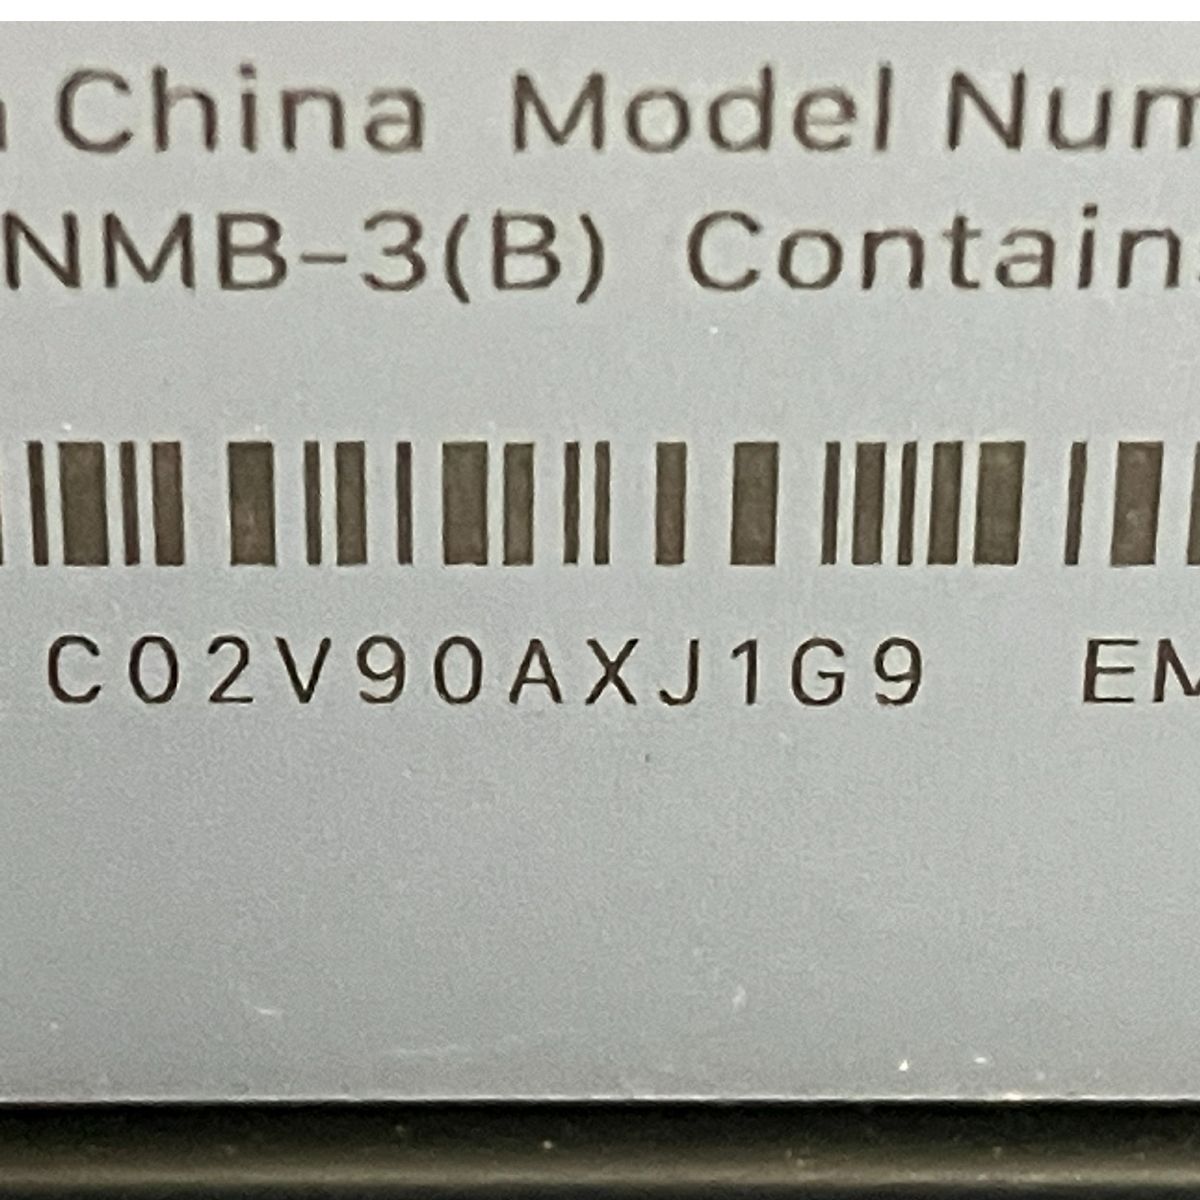 China Model Num
NMB-3(B) Contain
C02V90AXJ1G9 EM